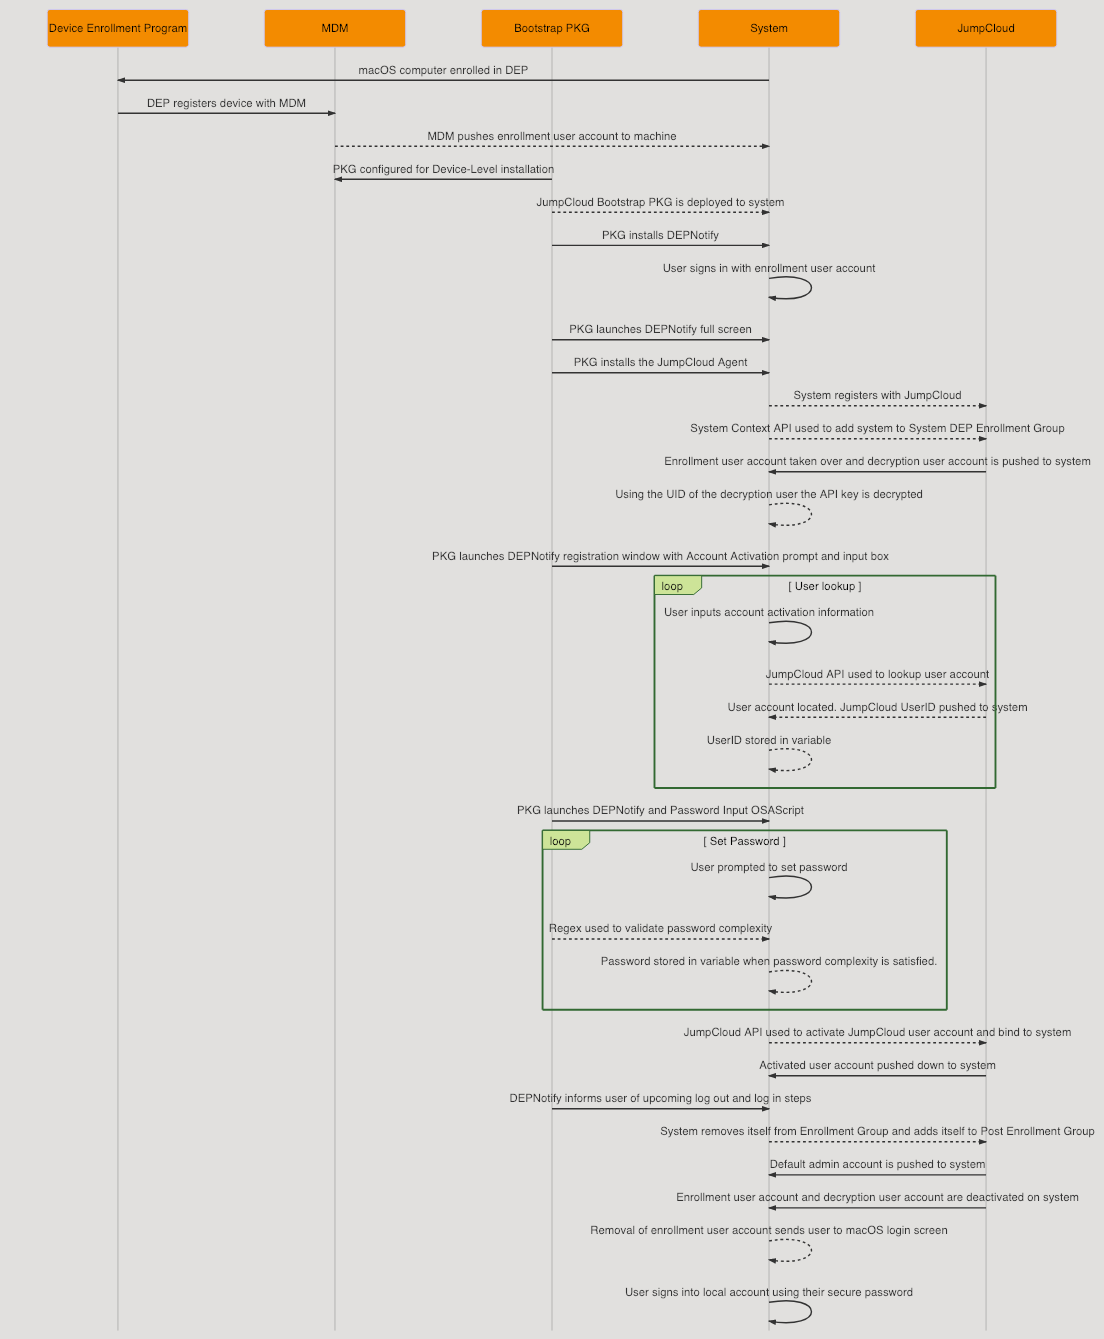 Device Enrollment Program
MDM
Bootstrap PKG
System
JumpCloud
macOS computer enrolled in DEP
DEP registers device with MDM
MDM pushes enrollment user account to machine
PKG configured for Device-Level installation
JumpCloud Bootstrap PKG is deployed to system
PKG installs DEPNotify
User signs in with enrollment user account
PKG launches DEPNotify full screen
PKG installs the JumpCloud Agent
System registers with JumpCloud
System Context API used to add system to System DEP Enrollment Group
Enrollment user account taken over and decryption user account is pushed to system
Using the UID of the decryption user the API key is decrypted
PKG launches DEPNotify registration window with Account Activation prompt and input box
loop
[ User lookup ]
User inputs account activation information
JumpCloud API used to lookup user account
User account located. JumpCloud UserID pushed to system
UserID stored in variable
PKG launches DEPNotify and Password Input OSAScript
loop
[ Set Password ]
User prompted to set password
Regex used to validate password complexity
Password stored in variable when password complexity is satisfied.
JumpCloud API used to activate JumpCloud user account and bind to system
Activated user account pushed down to system
DEPNotify informs user of upcoming log out and log in steps
System removes itself from Enrollment Group and adds itself to Post Enrollment Group
Default admin account is pushed to system
Enrollment user account and decryption user account are deactivated on system
Removal of enrollment user account sends user to macOS login screen
User signs into local account using their secure password